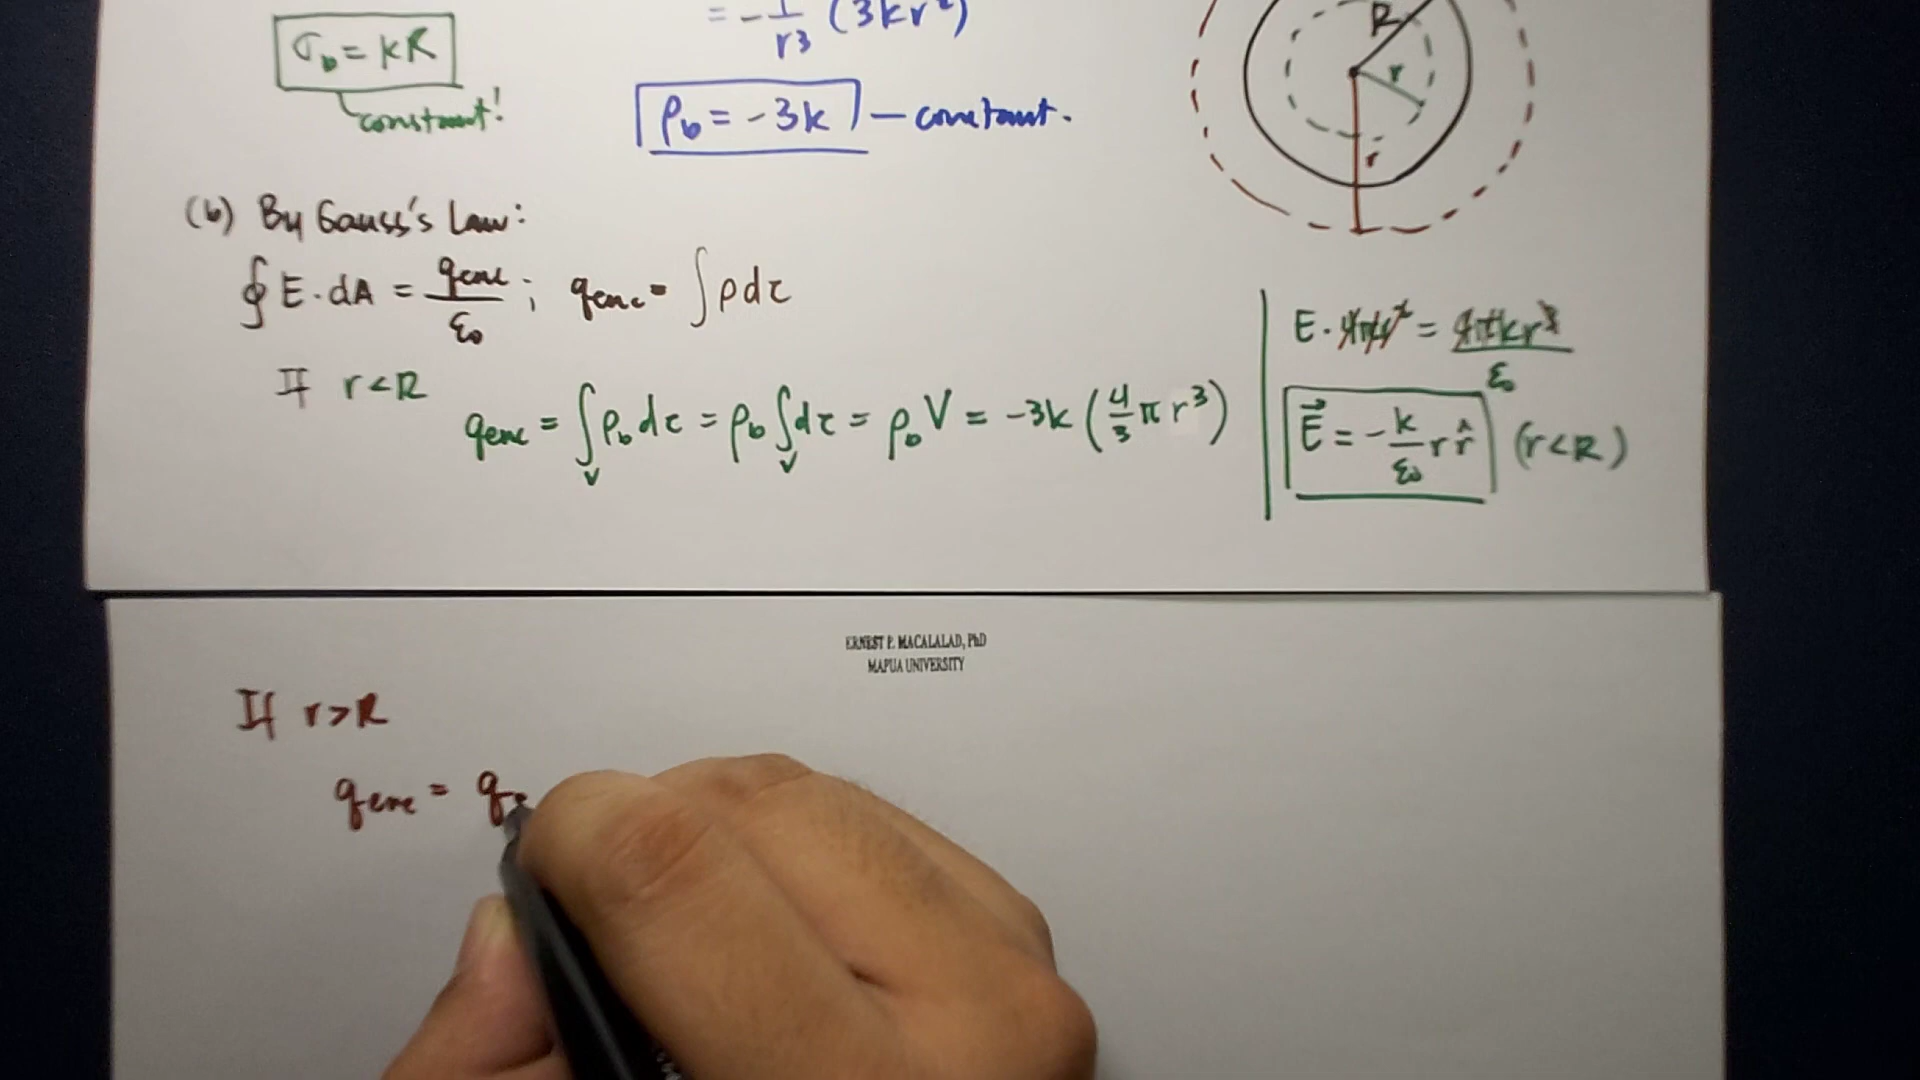 = -1/r³ (3kr²)
σ_b = kR
constant!
ρ_b = -3k — constant.
R
r
r
(b) By Gauss's Law:
∮ E·dA = q_enc/ε₀ ; q_enc = ∫ρdτ
If r<R
q_enc = ∫_V ρ_b dτ = ρ_b ∫_V dτ = ρ_b V = -3k (4/3 π r³)
E·4πr² = 4πkr³/ε₀
E⃗ = -k/ε₀ r r̂ (r<R)
ERNEST P. MACALALAD, PhD
MAPUA UNIVERSITY
If r>R
q_enc = q